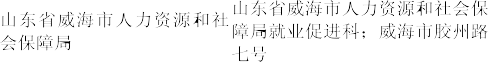 山东省威海市人力资源和社
会保障局
山东省威海市人力资源和社会保
障局就业促进科；威海市胶州路
七号